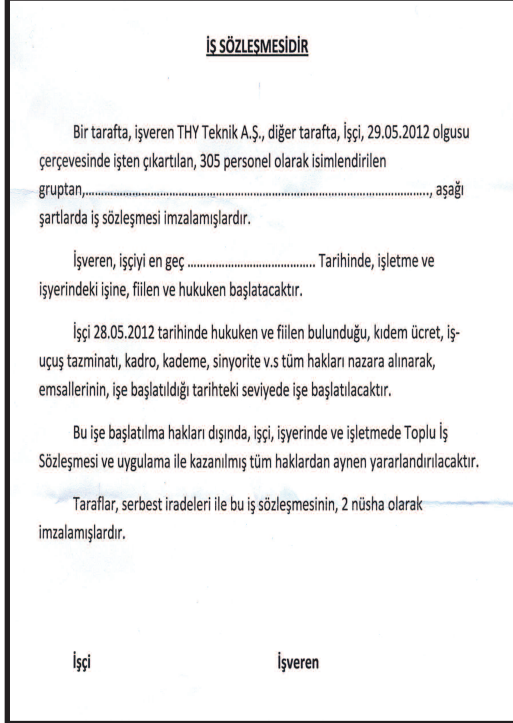 İŞ SÖZLEŞMESİDİR
Bir tarafta, işveren THY Teknik A.Ş., diğer tarafta, İşçi, 29.05.2012 olgusu
çerçevesinde işten çıkartılan, 305 personel olarak isimlendirilen
gruptan,..............................................................................................................., aşağı
şartlarda iş sözleşmesi imzalamışlardır.
İşveren, işçiyi en geç .......................................... Tarihinde, işletme ve
işyerindeki işine, fiilen ve hukuken başlatacaktır.
İşçi 28.05.2012 tarihinde hukuken ve fiilen bulunduğu, kıdem ücret, iş-
uçuş tazminatı, kadro, kademe, sinyorite v.s tüm hakları nazara alınarak,
emsallerinin, işe başlatıldığı tarihteki seviyede işe başlatılacaktır.
Bu işe başlatılma hakları dışında, işçi, işyerinde ve işletmede Toplu İş
Sözleşmesi ve uygulama ile kazanılmış tüm haklardan aynen yararlandırılacaktır.
Taraflar, serbest iradeleri ile bu iş sözleşmesinin, 2 nüsha olarak
imzalamışlardır.
İşçi İşveren